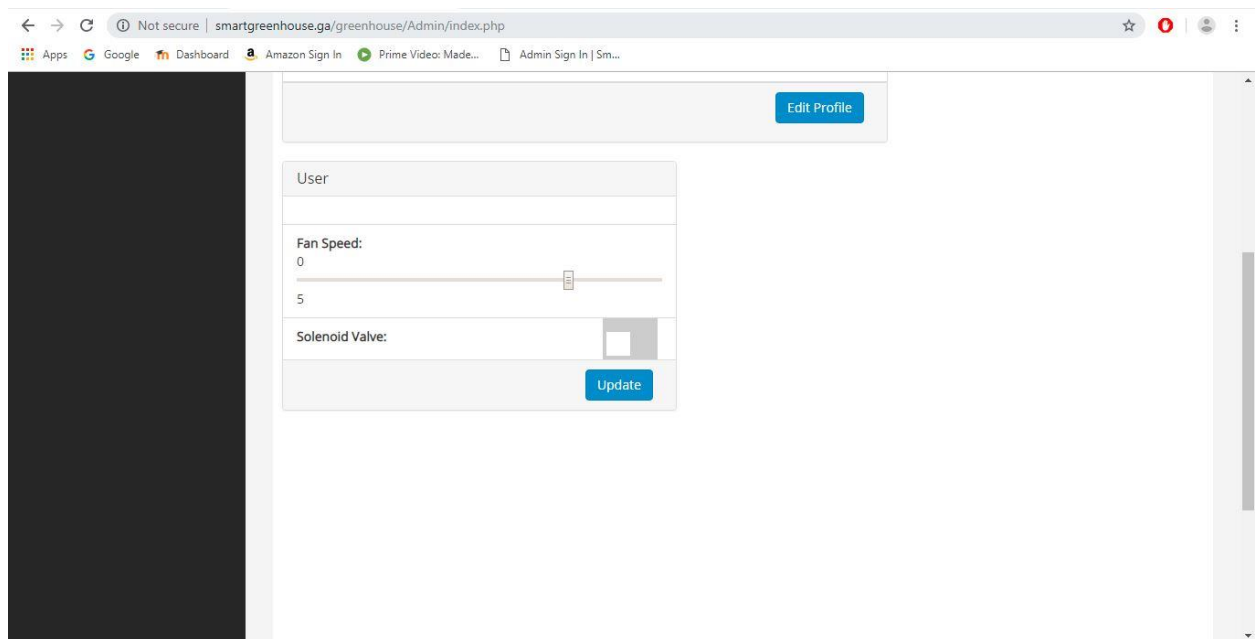 Not secure | smartgreenhouse.ga/greenhouse/Admin/index.php
Apps Google Dashboard Amazon Sign In Prime Video: Made... Admin Sign In | Sm...
Edit Profile
User
Fan Speed:
0
5
Solenoid Valve:
Update